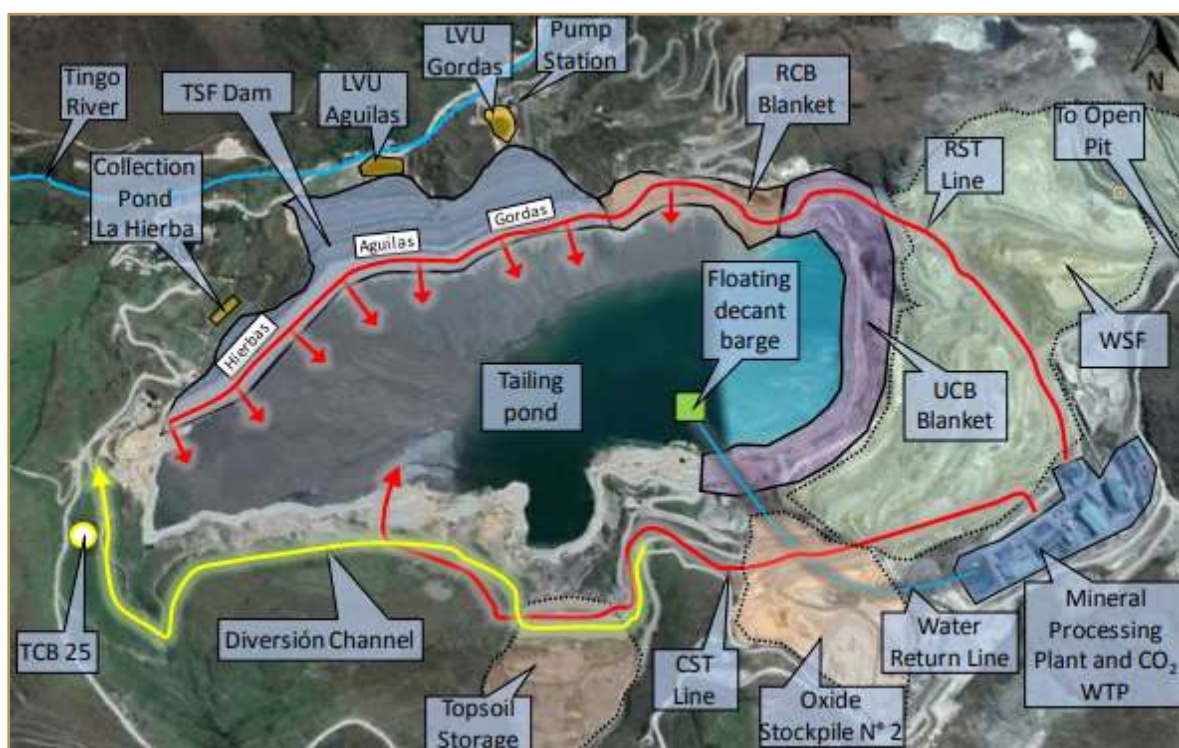 Tingo
River
TSF Dam
LVU
Aguilas
LVU
Gordas
Pump
Station
RCB
Blanket
RST
Line
To Open
Pit
N
Collection
Pond
La Hierba
Hierbas
Aguilas
Gordas
Floating
decant
barge
Tailing
pond
UCB
Blanket
WSF
TCB 25
Diversión Channel
Topsoil
Storage
CST
Line
Oxide
Stockpile N° 2
Water
Return Line
Mineral
Processing
Plant and CO₂
WTP